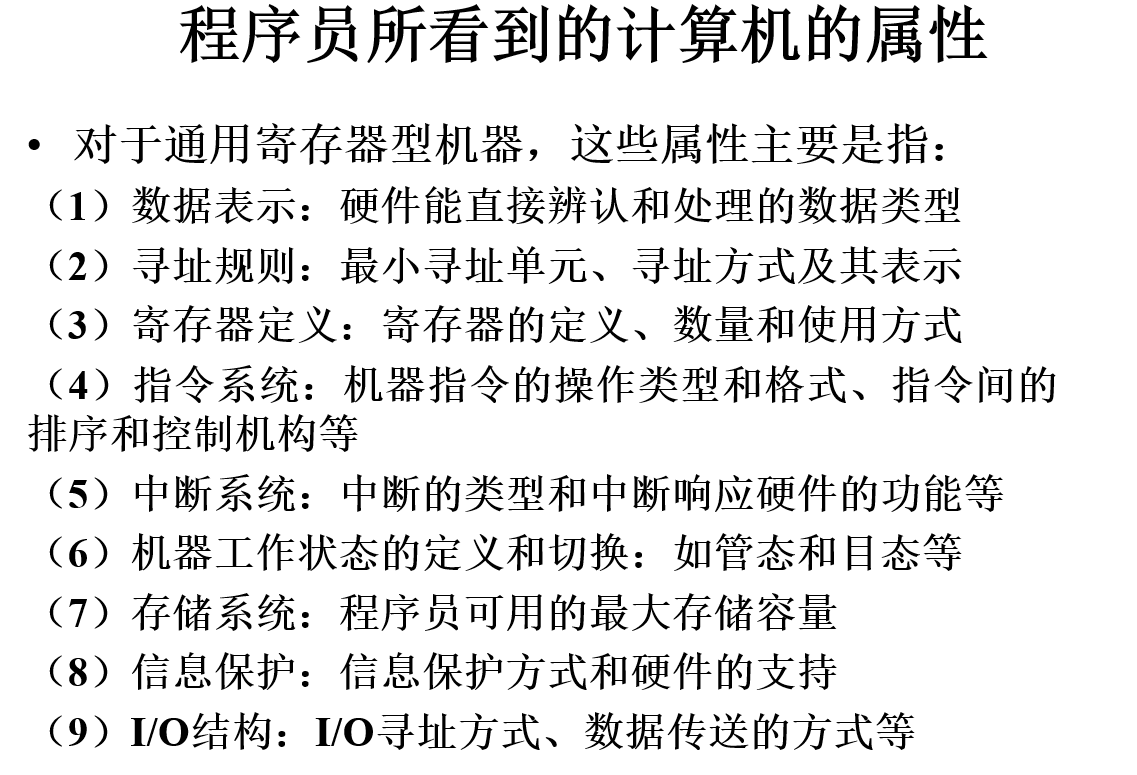 程序员所看到的计算机的属性
• 对于通用寄存器型机器，这些属性主要是指：
（1）数据表示：硬件能直接辨认和处理的数据类型
（2）寻址规则：最小寻址单元、寻址方式及其表示
（3）寄存器定义：寄存器的定义、数量和使用方式
（4）指令系统：机器指令的操作类型和格式、指令间的
排序和控制机构等
（5）中断系统：中断的类型和中断响应硬件的功能等
（6）机器工作状态的定义和切换：如管态和目态等
（7）存储系统：程序员可用的最大存储容量
（8）信息保护：信息保护方式和硬件的支持
（9）I/O结构：I/O寻址方式、数据传送的方式等